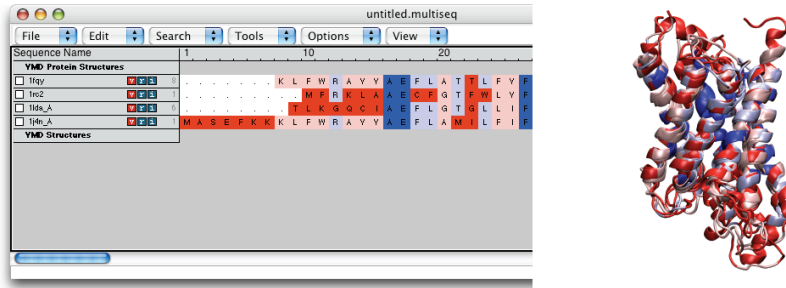 untitled.multiseq
File Edit Search Tools Options View
Sequence Name 1 10 20
YMD Protein Structures
1fqy v r i 8 . . . . . . . K L F W R A Y Y A E F L A T T L F Y F
1rc2 v r i 1 . . . . . . . . . M F R K L A A E C F G T F W L Y F
1lda_A v r i 6 . . . . . . . . T L K G Q C I A E F L G T G L L I F
1j4n_A v r i 1 M A S E F K K K L F W R A Y Y A E F L A M I L F I F
YMD Structures